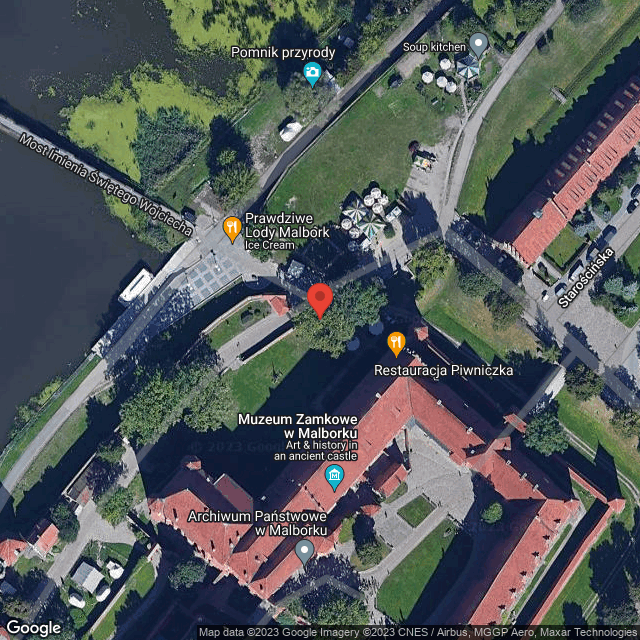 Pomnik przyrody
Soup kitchen
Most Imienia Świętego Wojciecha
Prawdziwe
Lody Malbork
Ice Cream
Starościńska
Restauracja Piwniczka
Muzeum Zamkowe
w Malborku
Art & history in
an ancient castle
Archiwum Państwowe
w Malborku
Google
Map data ©2023 Google Imagery ©2023 CNES / Airbus, MGGP Aero, Maxar Technologies